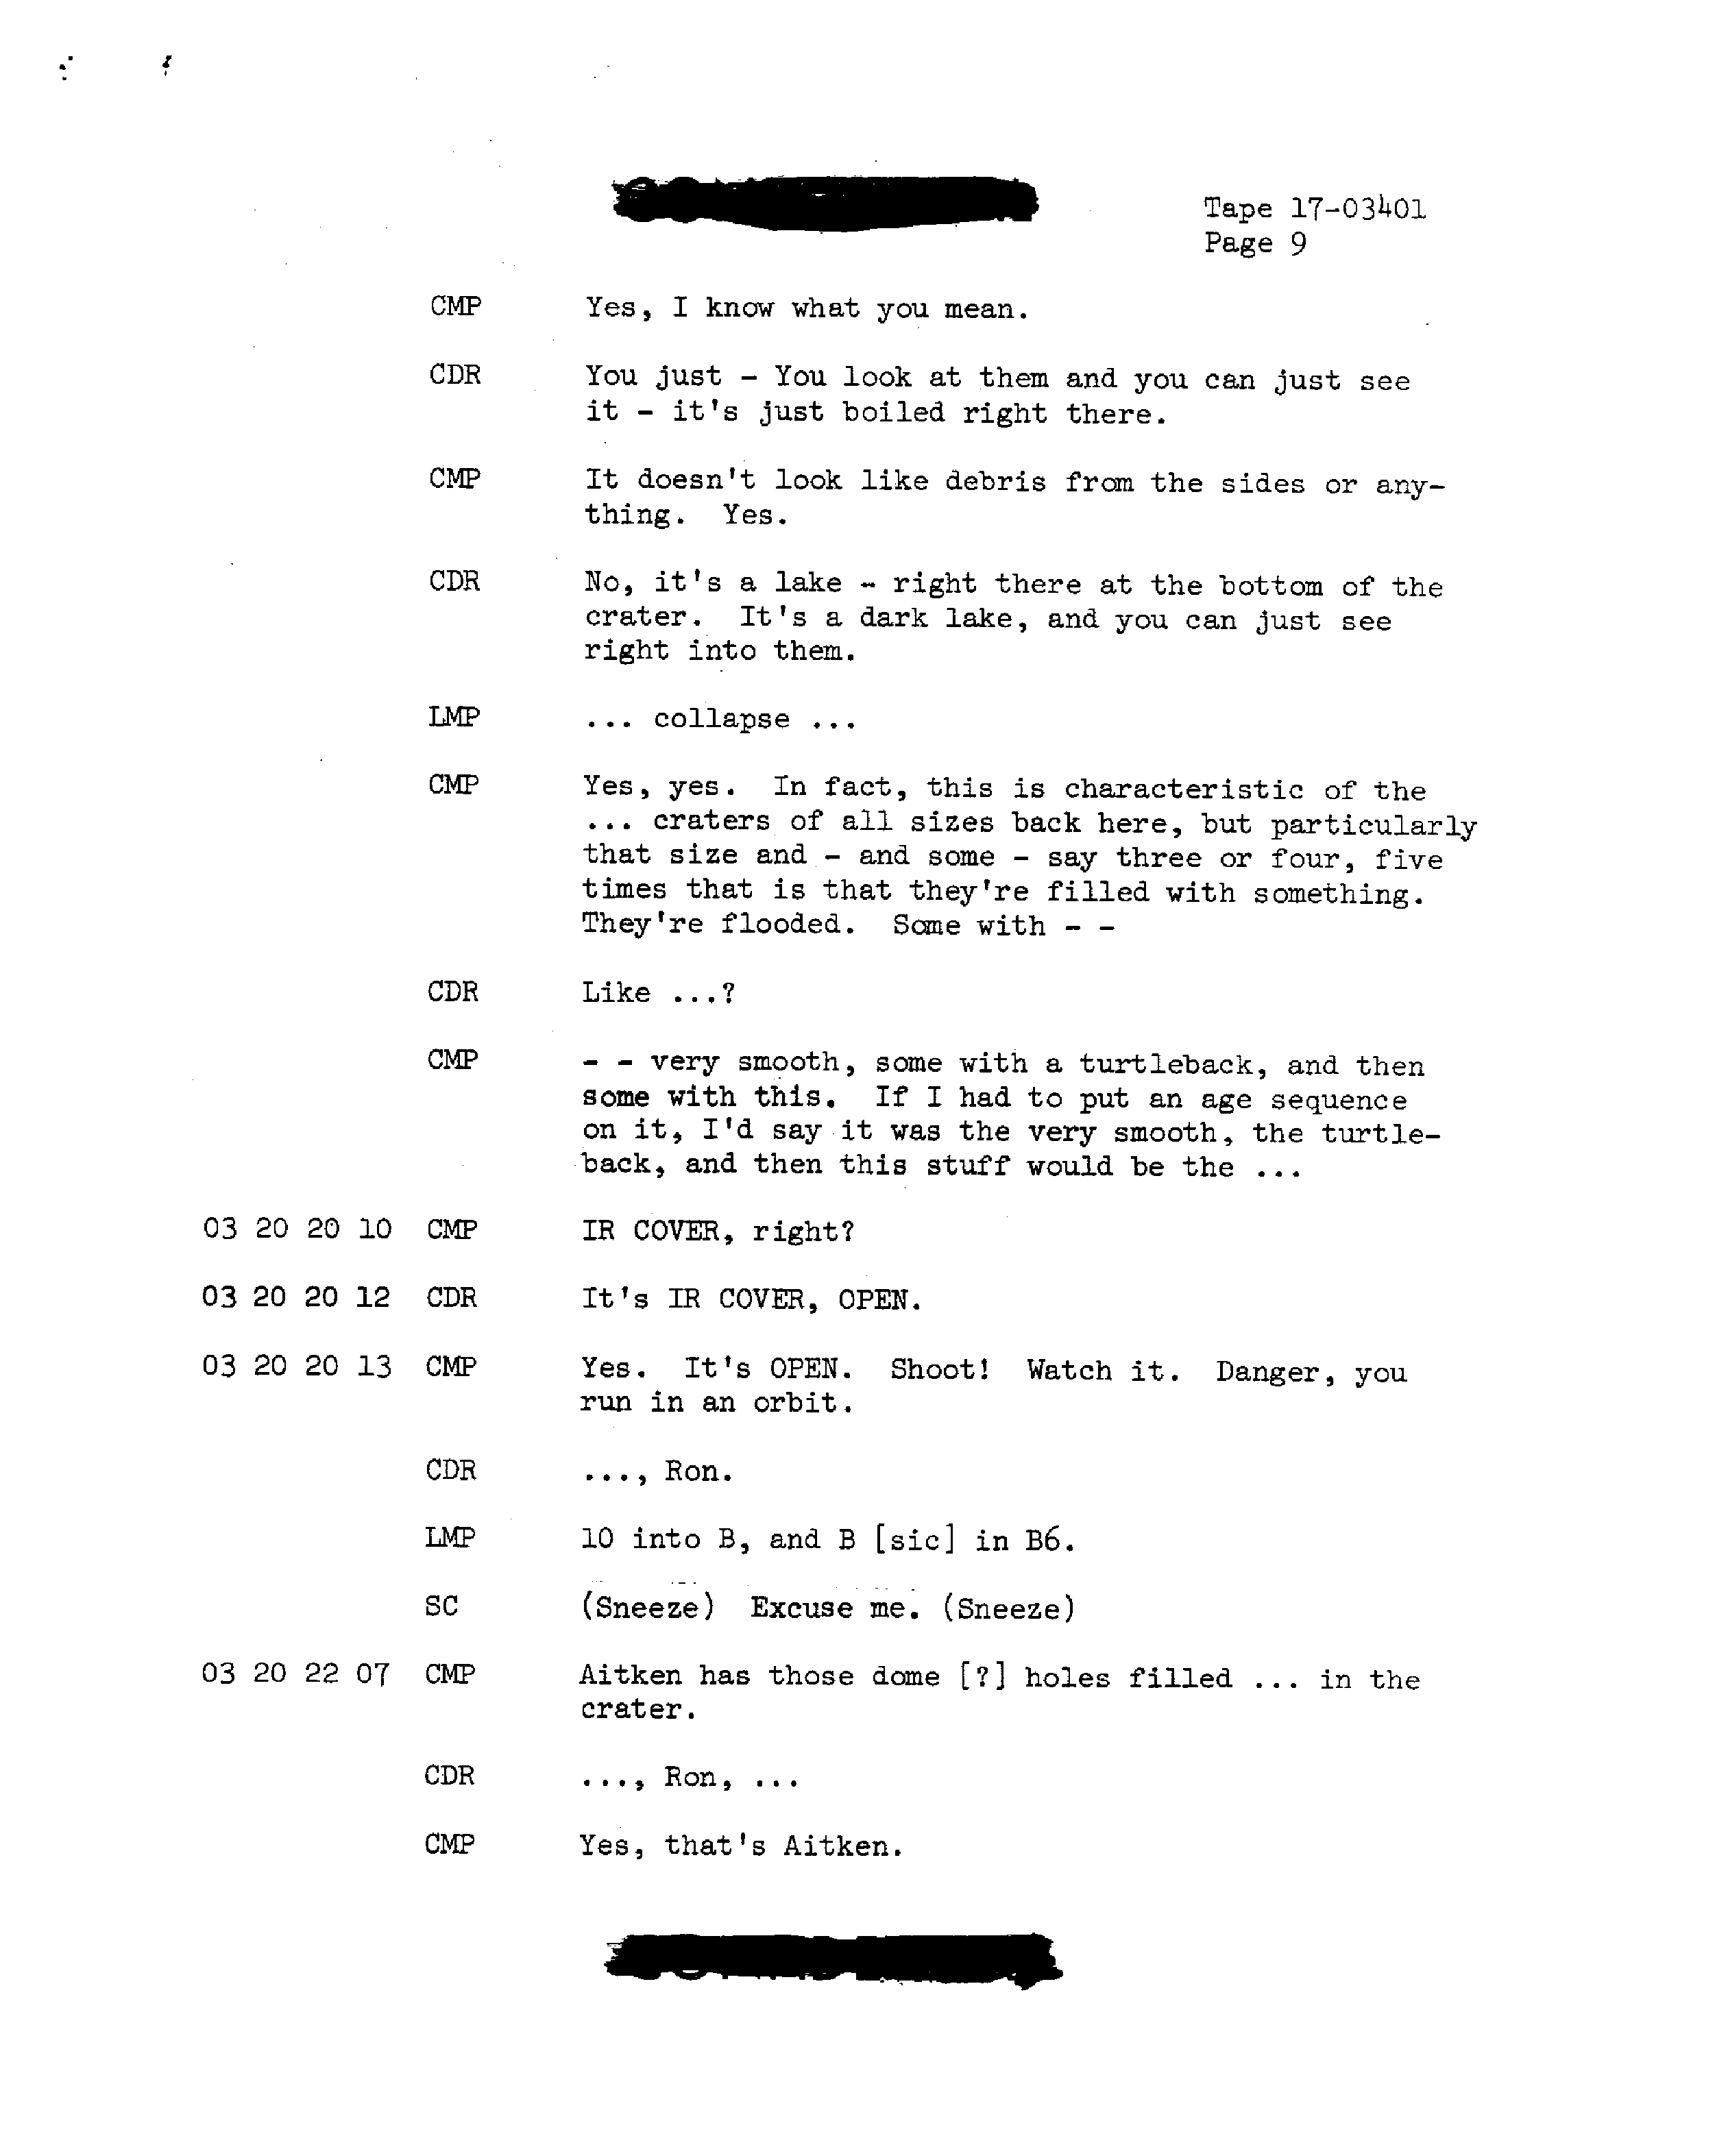 Tape 17-03401
Page 9
CMP Yes, I know what you mean.
CDR You just - You look at them and you can just see
it - it's just boiled right there.
CMP It doesn't look like debris from the sides or any-
thing. Yes.
CDR No, it's a lake - right there at the bottom of the
crater. It's a dark lake, and you can just see
right into them.
LMP ... collapse ...
CMP Yes, yes. In fact, this is characteristic of the
... craters of all sizes back here, but particularly
that size and - and some - say three or four, five
times that is that they're filled with something.
They're flooded. Some with - -
CDR Like ...?
CMP - - very smooth, some with a turtleback, and then
some with this. If I had to put an age sequence
on it, I'd say it was the very smooth, the turtle-
back, and then this stuff would be the ...
03 20 20 10 CMP IR COVER, right?
03 20 20 12 CDR It's IR COVER, OPEN.
03 20 20 13 CMP Yes. It's OPEN. Shoot! Watch it. Danger, you
run in an orbit.
CDR ..., Ron.
LMP 10 into B, and B [sic] in B6.
SC (Sneeze) Excuse me. (Sneeze)
03 20 22 07 CMP Aitken has those dome [?] holes filled ... in the
crater.
CDR ..., Ron, ...
CMP Yes, that's Aitken.